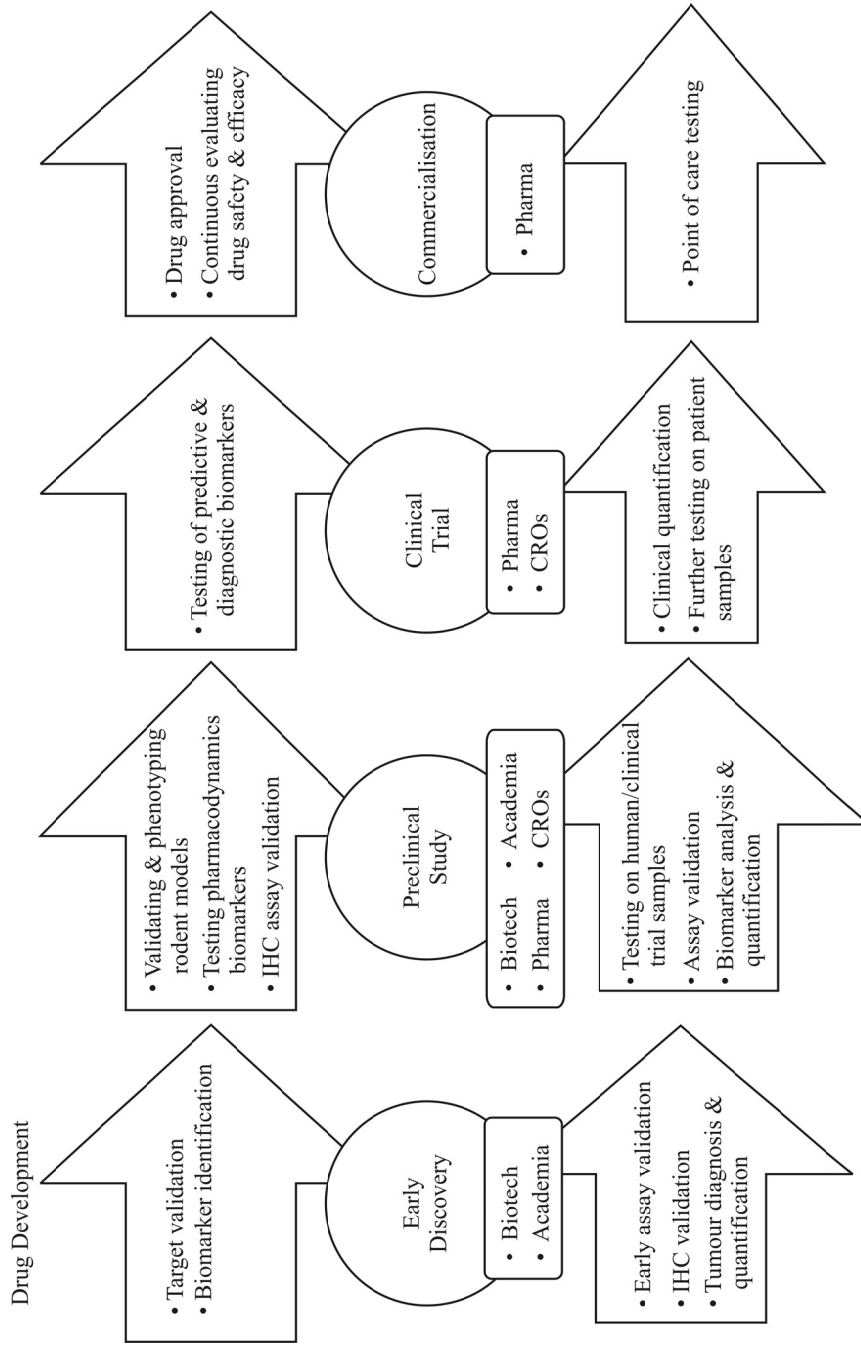 Drug Development
• Target validation
• Biomarker identification
Early
Discovery
• Biotech
• Academia
• Early assay validation
• IHC validation
• Tumour diagnosis &
quantification
• Validating & phenotyping
rodent models
• Testing pharmacodynamics
biomarkers
• IHC assay validation
Preclinical
Study
• Biotech • Academia
• Pharma • CROs
• Testing on human/clinical
trial samples
• Assay validation
• Biomarker analysis &
quantification
• Testing of predictive &
diagnostic biomarkers
Clinical
Trial
• Pharma
• CROs
• Clinical quantification
• Further testing on patient
samples
• Drug approval
• Continuous evaluating
drug safcty & efficacy
Commercialisation
• Pharma
• Point of care testing